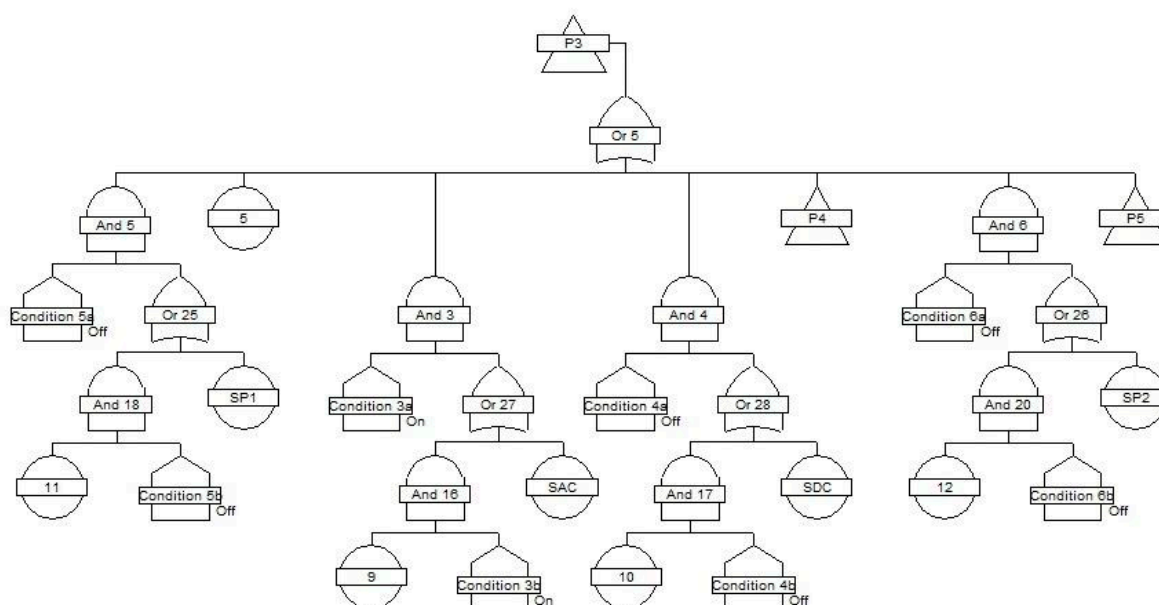 P3
Or 5
And 5
5
P4
And 6
P5
Condition 5a
Off
Or 25
And 3
And 4
Condition 6a
Off
Or 26
And 18
SP1
Condition 3a
On
Or 27
Condition 4a
Off
Or 28
And 20
SP2
11
Condition 5b
Off
And 16
SAC
And 17
SDC
12
Condition 6b
Off
9
Condition 3b
On
10
Condition 4b
Off